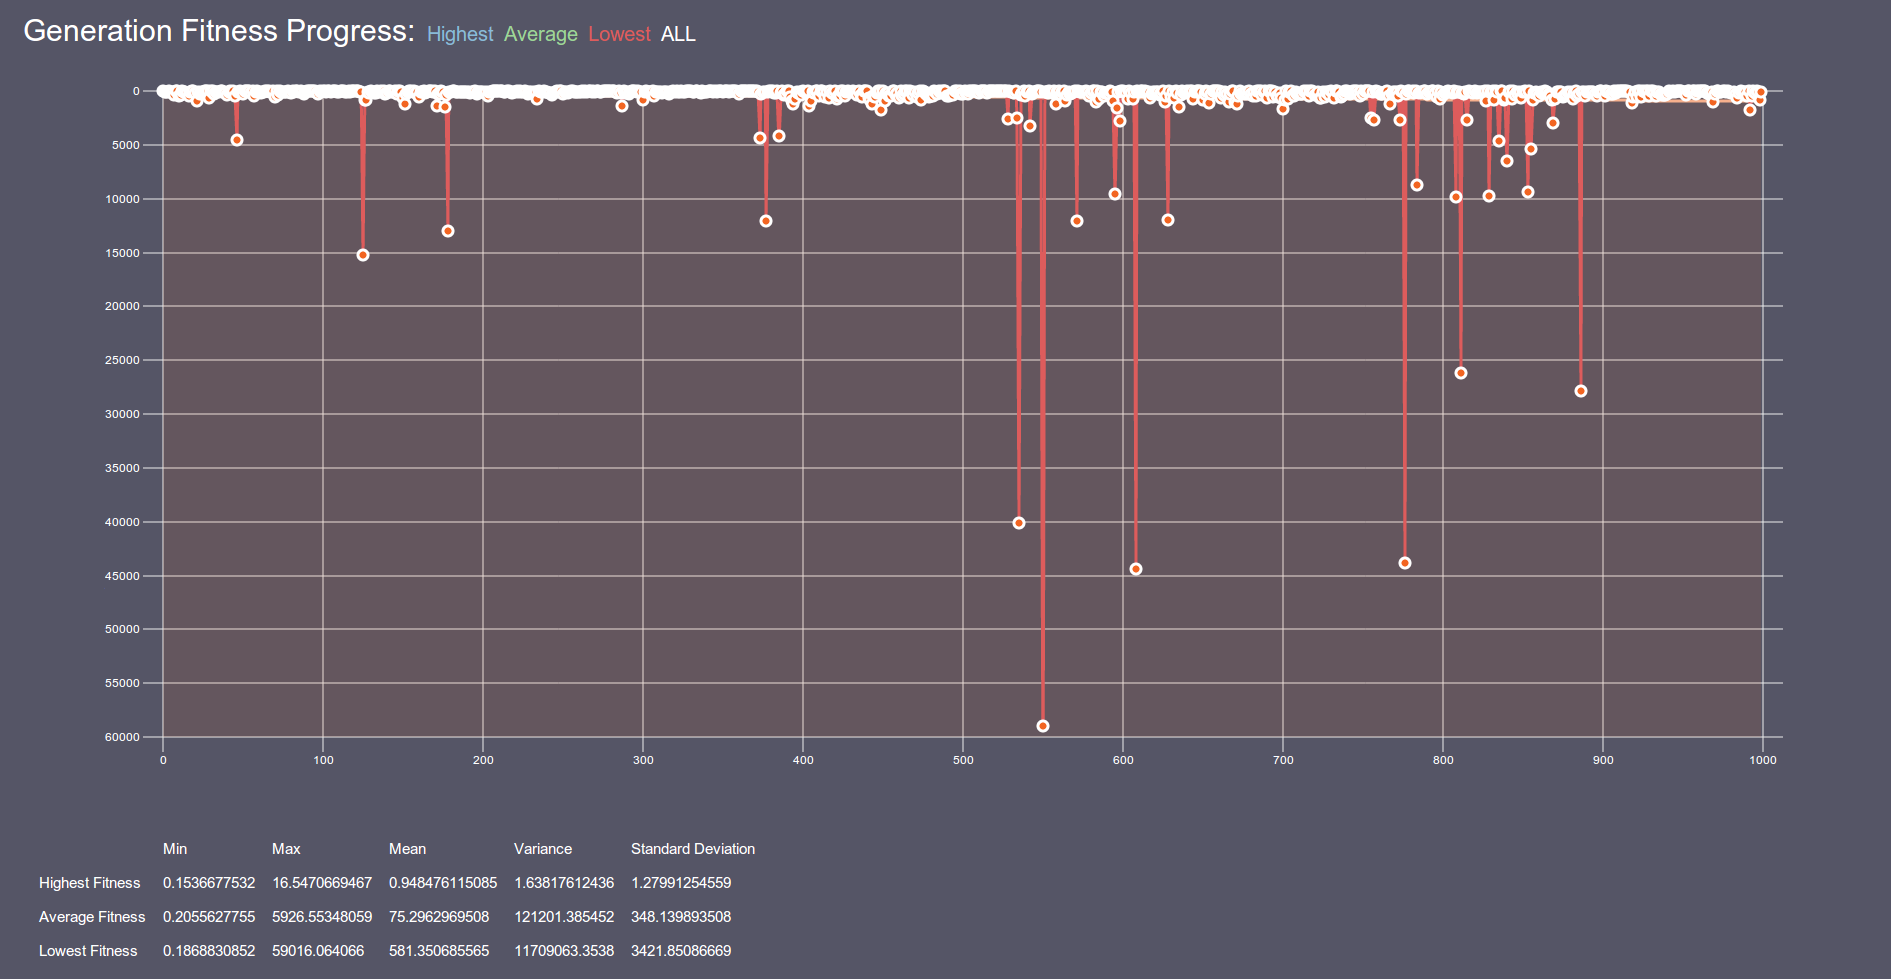 Generation Fitness Progress: Highest Average Lowest ALL
0
5000
10000
15000
20000
25000
30000
35000
40000
45000
50000
55000
60000
0 100 200 300 400 500 600 700 800 900 1000
Min Max Mean Variance Standard Deviation
Highest Fitness 0.1536677532 16.5470669467 0.948476115085 1.63817612436 1.27991254559
Average Fitness 0.2055627755 5926.55348059 75.2962969508 121201.385452 348.139893508
Lowest Fitness 0.1868830852 59016.064066 581.350685565 11709063.3538 3421.85086669